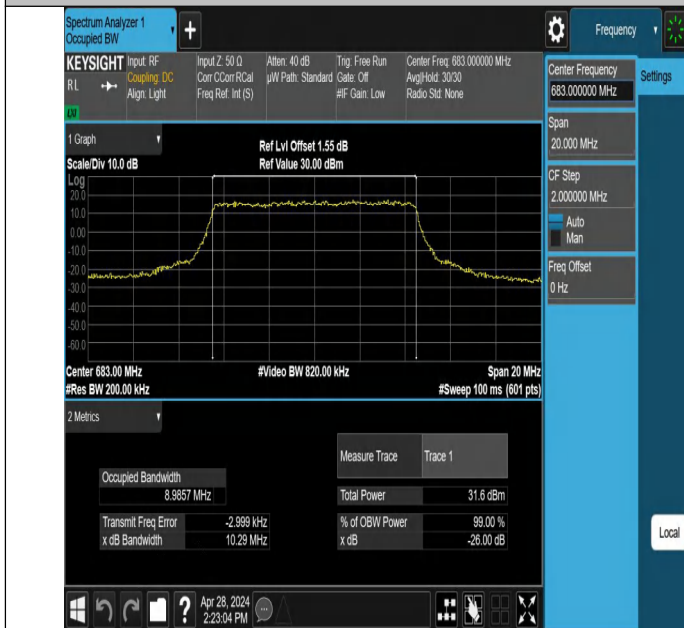 Spectrum Analyzer 1
Occupied BW
Frequency
KEYSIGHT
RL
LXI
Input: RF
Coupling: DC
Align: Light
Input Z: 50 Ω
Corr CCorr RCal
Freq Ref: Int (S)
Atten: 40 dB
µW Path: Standard
Trig: Free Run
Gate: Off
#IF Gain: Low
Center Freq: 683.000000 MHz
Avg|Hold: 30/30
Radio Std: None
Center Frequency
683.000000 MHz
Settings
Span
20.000 MHz
CF Step
2.000000 MHz
Auto
Man
Freq Offset
0 Hz
1 Graph
Scale/Div 10.0 dB
Ref Lvl Offset 1.55 dB
Ref Value 30.00 dBm
Log
20.0
10.0
0.00
-10.0
-20.0
-30.0
-40.0
-50.0
-60.0
Center 683.00 MHz
#Video BW 820.00 kHz
Span 20 MHz
#Res BW 200.00 kHz
#Sweep 100 ms (601 pts)
2 Metrics
Measure Trace Trace 1
Occupied Bandwidth
8.9857 MHz
Total Power 31.6 dBm
Transmit Freq Error -2.999 kHz
% of OBW Power 99.00 %
x dB Bandwidth 10.29 MHz
x dB -26.00 dB
Local
Apr 28, 2024
2:23:04 PM